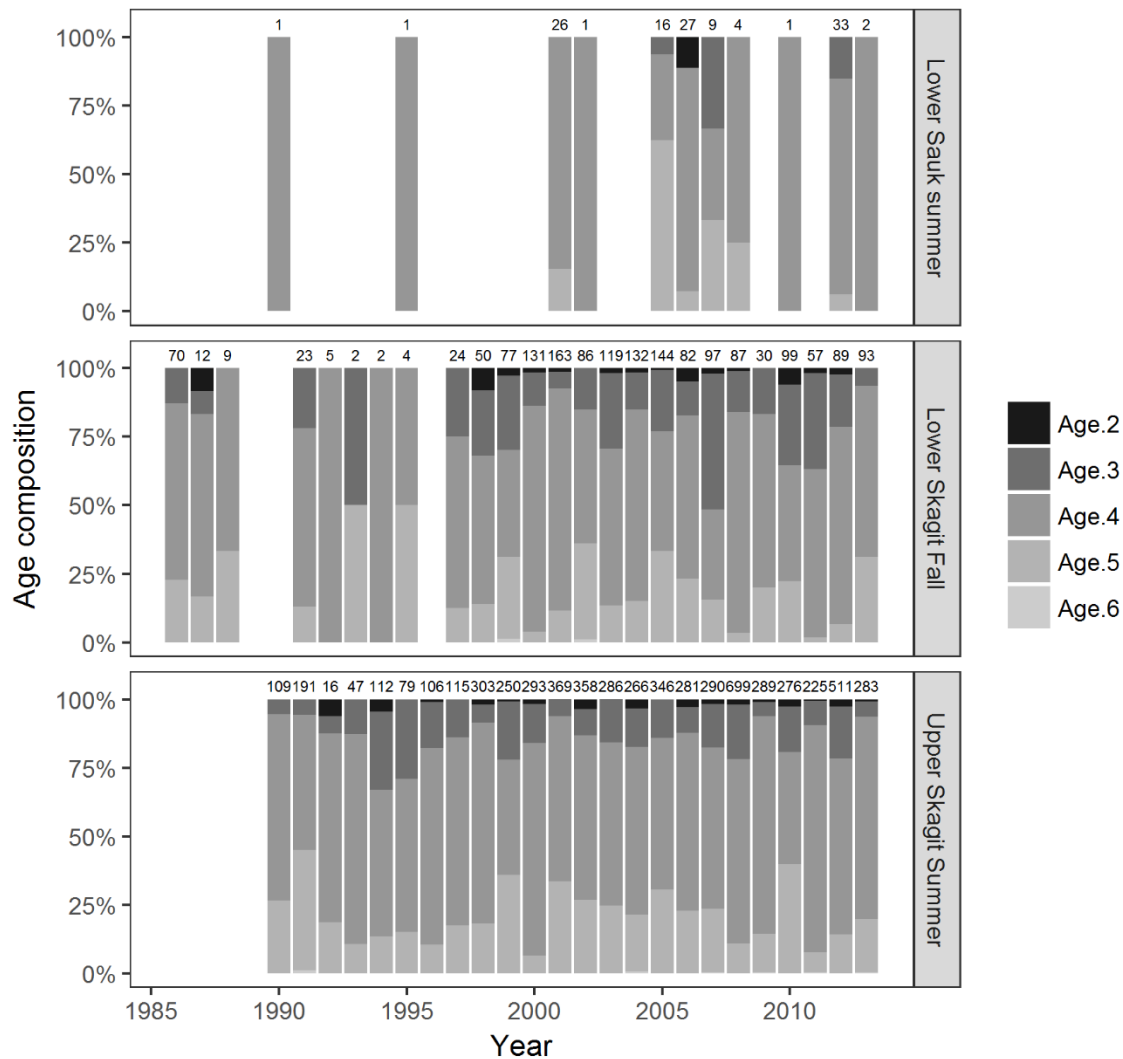 1 1 26 1 16 27 9 4 1 33 2
100%
75%
50%
25%
0%
Lower Sauk summer
70 12 9 23 5 2 2 4 24 50 77 131 163 86 119 132 144 82 97 87 30 99 57 89 93
100%
75%
50%
25%
0%
Lower Skagit Fall
109 191 16 47 112 79 106 115 303 250 293 369 358 286 266 346 281 290 699 289 276 225 511 283
100%
75%
50%
25%
0%
Upper Skagit Summer
1985 1990 1995 2000 2005 2010
Year
Age composition
Age.2
Age.3
Age.4
Age.5
Age.6